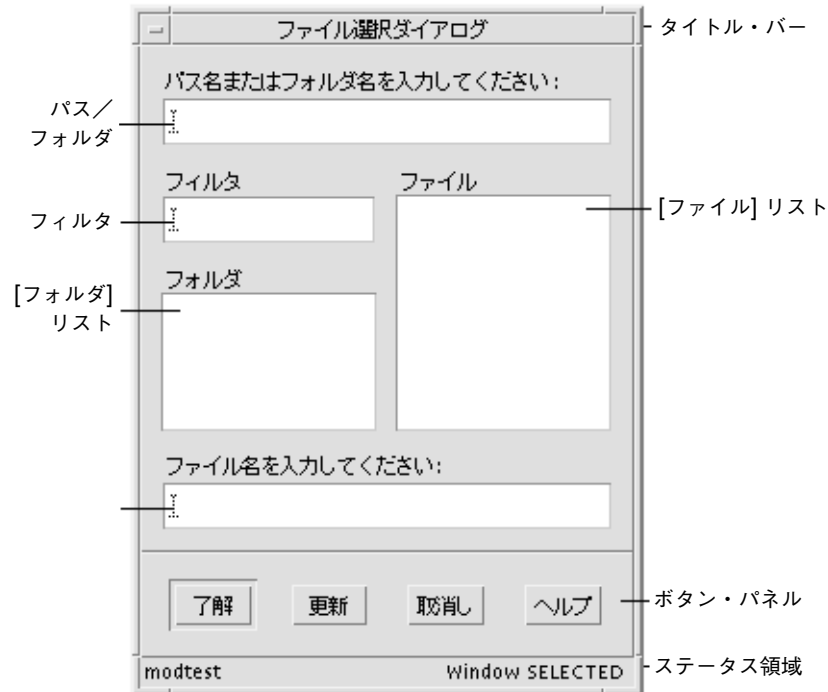 ファイル選択ダイアログ
タイトル・バー
パス名またはフォルダ名を入力してください:
パス／
フォルダ
フィルタ
ファイル
フィルタ
[ファイル] リスト
フォルダ
[フォルダ]
リスト
ファイル名を入力してください:
了解
更新
取消し
ヘルプ
ボタン・パネル
modtest
Window SELECTED
ステータス領域